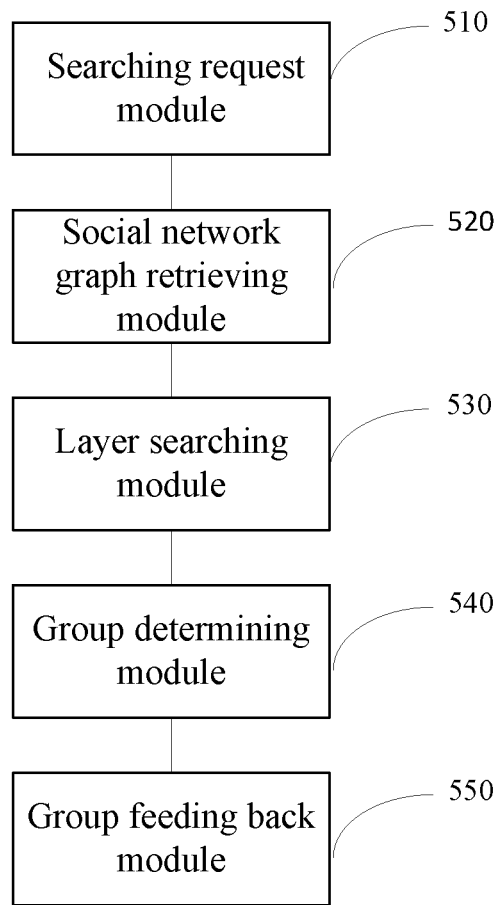 510
Searching request
module
520
Social network
graph retrieving
module
530
Layer searching
module
540
Group determining
module
550
Group feeding back
module